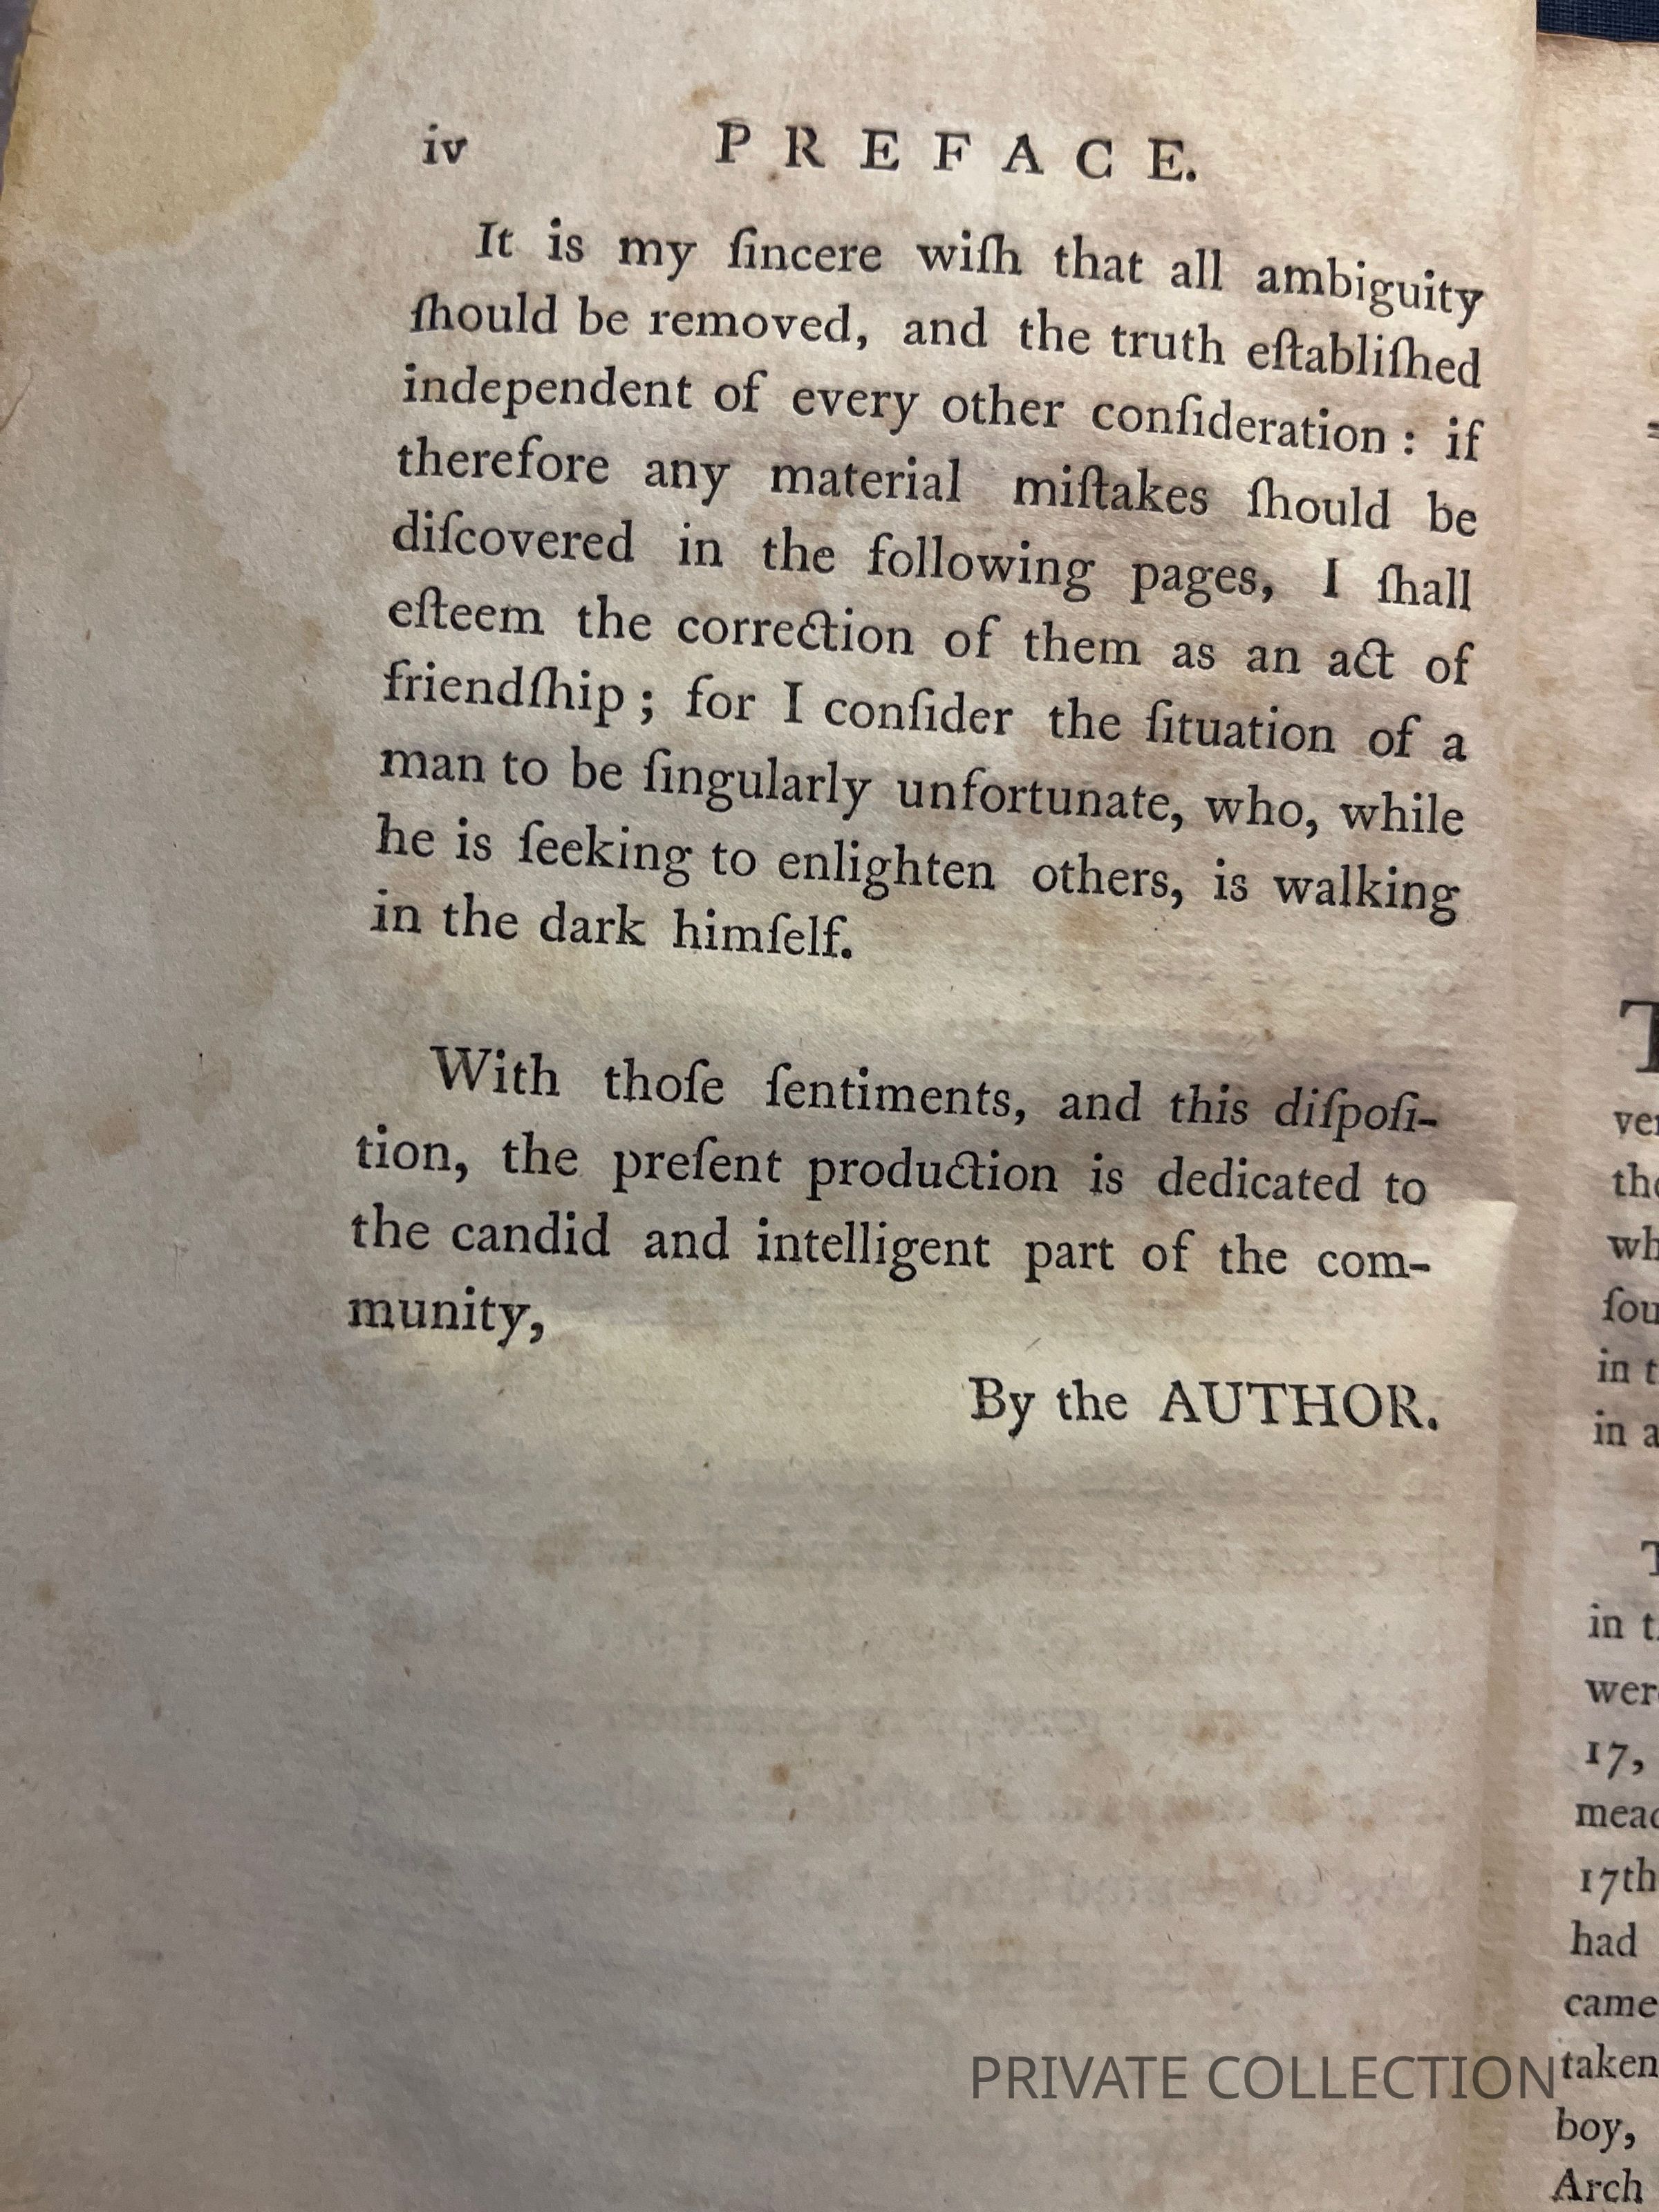 iv PREFACE.
It is my ſincere wiſh that all ambiguity
ſhould be removed, and the truth eſtabliſhed
independent of every other conſideration : if
therefore any material miſtakes ſhould be
diſcovered in the following pages, I ſhall
eſteem the correction of them as an act of
friendſhip ; for I conſider the ſituation of a
man to be ſingularly unfortunate, who, while
he is ſeeking to enlighten others, is walking
in the dark himſelf.
With thoſe ſentiments, and this diſpoſi-
tion, the preſent production is dedicated to
the candid and intelligent part of the com-
munity,
By the AUTHOR.
in t
in a
in t
17,
17th
had
came
taken
boy,
Arch
PRIVATE COLLECTION